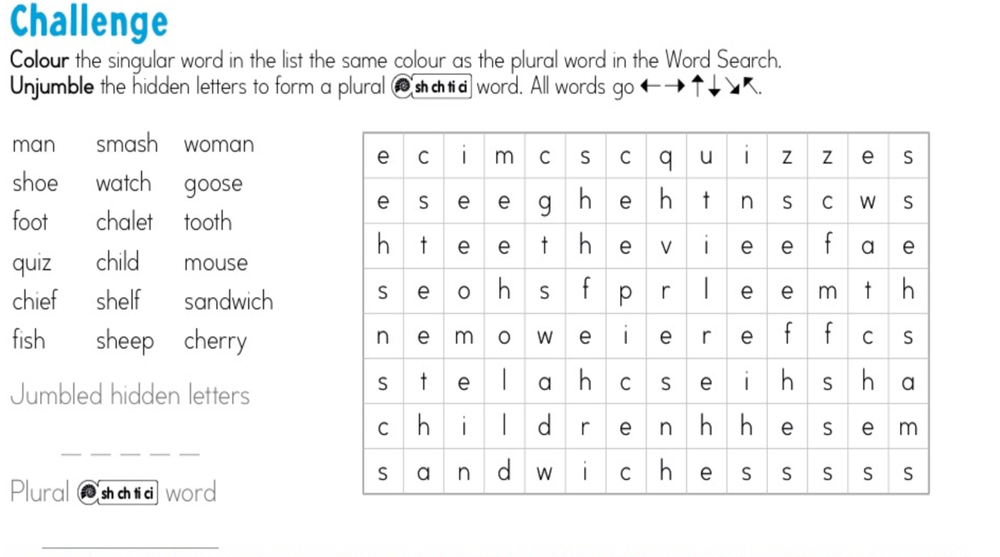 Challenge
Colour the singular word in the list the same colour as the plural word in the Word Search.
Unjumble the hidden letters to form a plural sh ch ti ci word. All words go ←→↑↓↘↖.
man smash woman
shoe watch goose
foot chalet tooth
quiz child mouse
chief shelf sandwich
fish sheep cherry
Jumbled hidden letters
_ _ _ _ _
Plural sh ch ti ci word
e c i m c s c q u i z z e s
e s e e g h e h t n s c w s
h t e e t h e v i e e f a e
s e o h s f p r l e e m t h
n e m o w e i e r e f f c s
s t e l a h c s e i h s h a
c h i l d r e n h h e s e m
s a n d w i c h e s s s s s